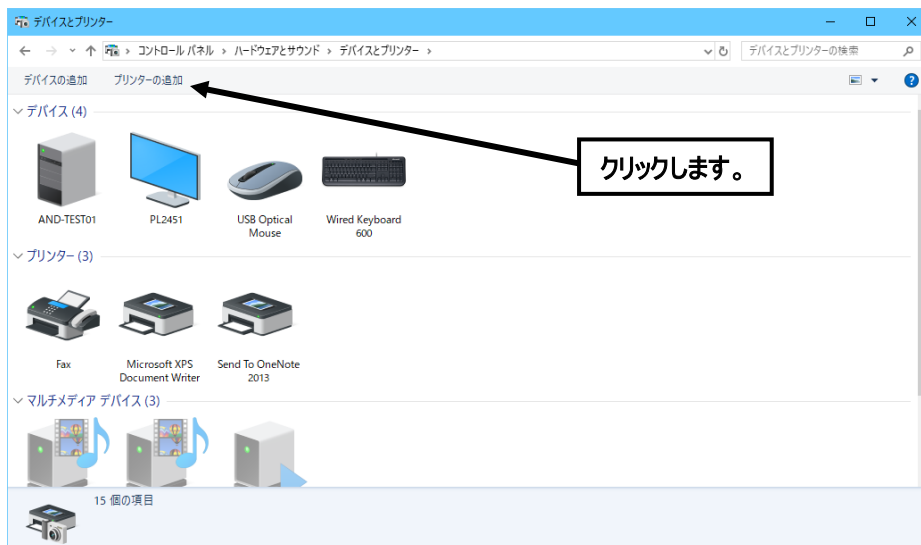 デバイスとプリンター
コントロール パネル › ハードウェアとサウンド › デバイスとプリンター ›
デバイスとプリンターの検索
デバイスの追加 プリンターの追加
デバイス (4)
クリックします。
AND-TEST01
PL2451
USB Optical
Mouse
Wired Keyboard
600
プリンター (3)
Fax
Microsoft XPS
Document Writer
Send To OneNote
2013
マルチメディア デバイス (3)
15 個の項目